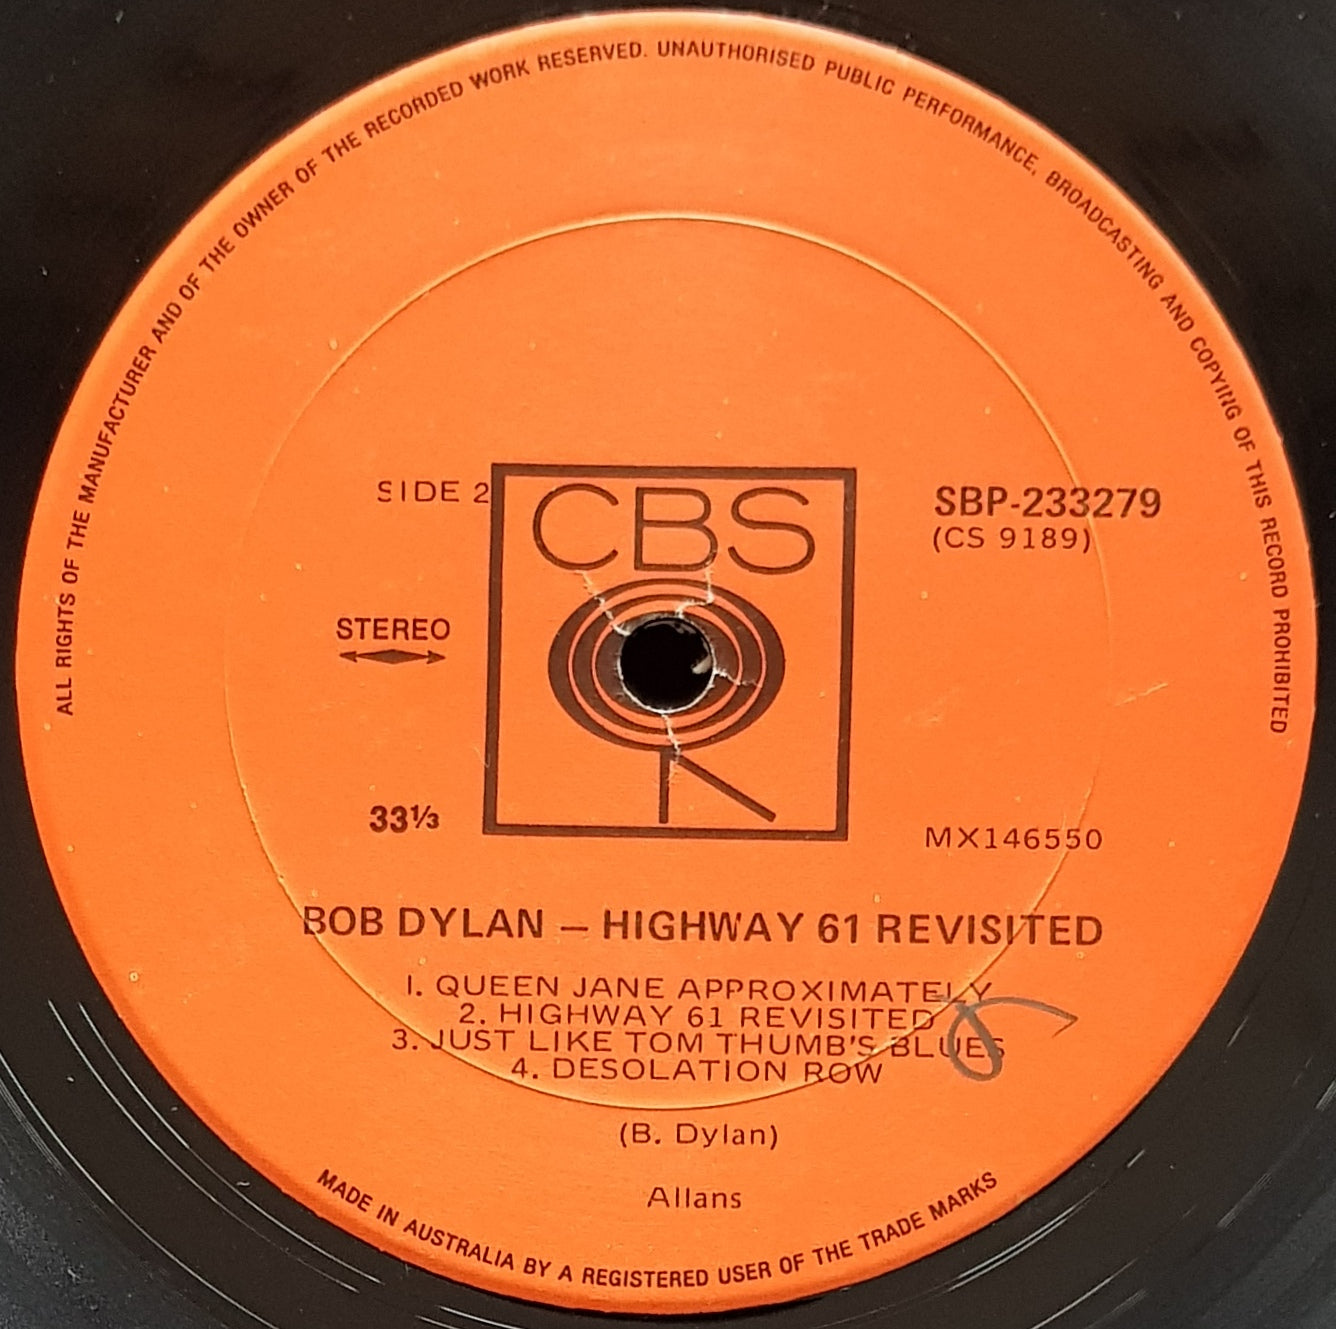 ALL RIGHTS OF THE MANUFACTURER AND OF THE OWNER OF THE RECORDED WORK RESERVED. UNAUTHORISED PUBLIC PERFORMANCE, BROADCASTING AND COPYING OF THIS RECORD PROHIBITED
SIDE 2
CBS
SBP-233279
(CS 9189)
STEREO
33⅓
MX146550
BOB DYLAN — HIGHWAY 61 REVISITED
1. QUEEN JANE APPROXIMATELY
2. HIGHWAY 61 REVISITED
3. JUST LIKE TOM THUMB'S BLUES
4. DESOLATION ROW
(B. Dylan)
Allans
MADE IN AUSTRALIA BY A REGISTERED USER OF THE TRADE MARKS